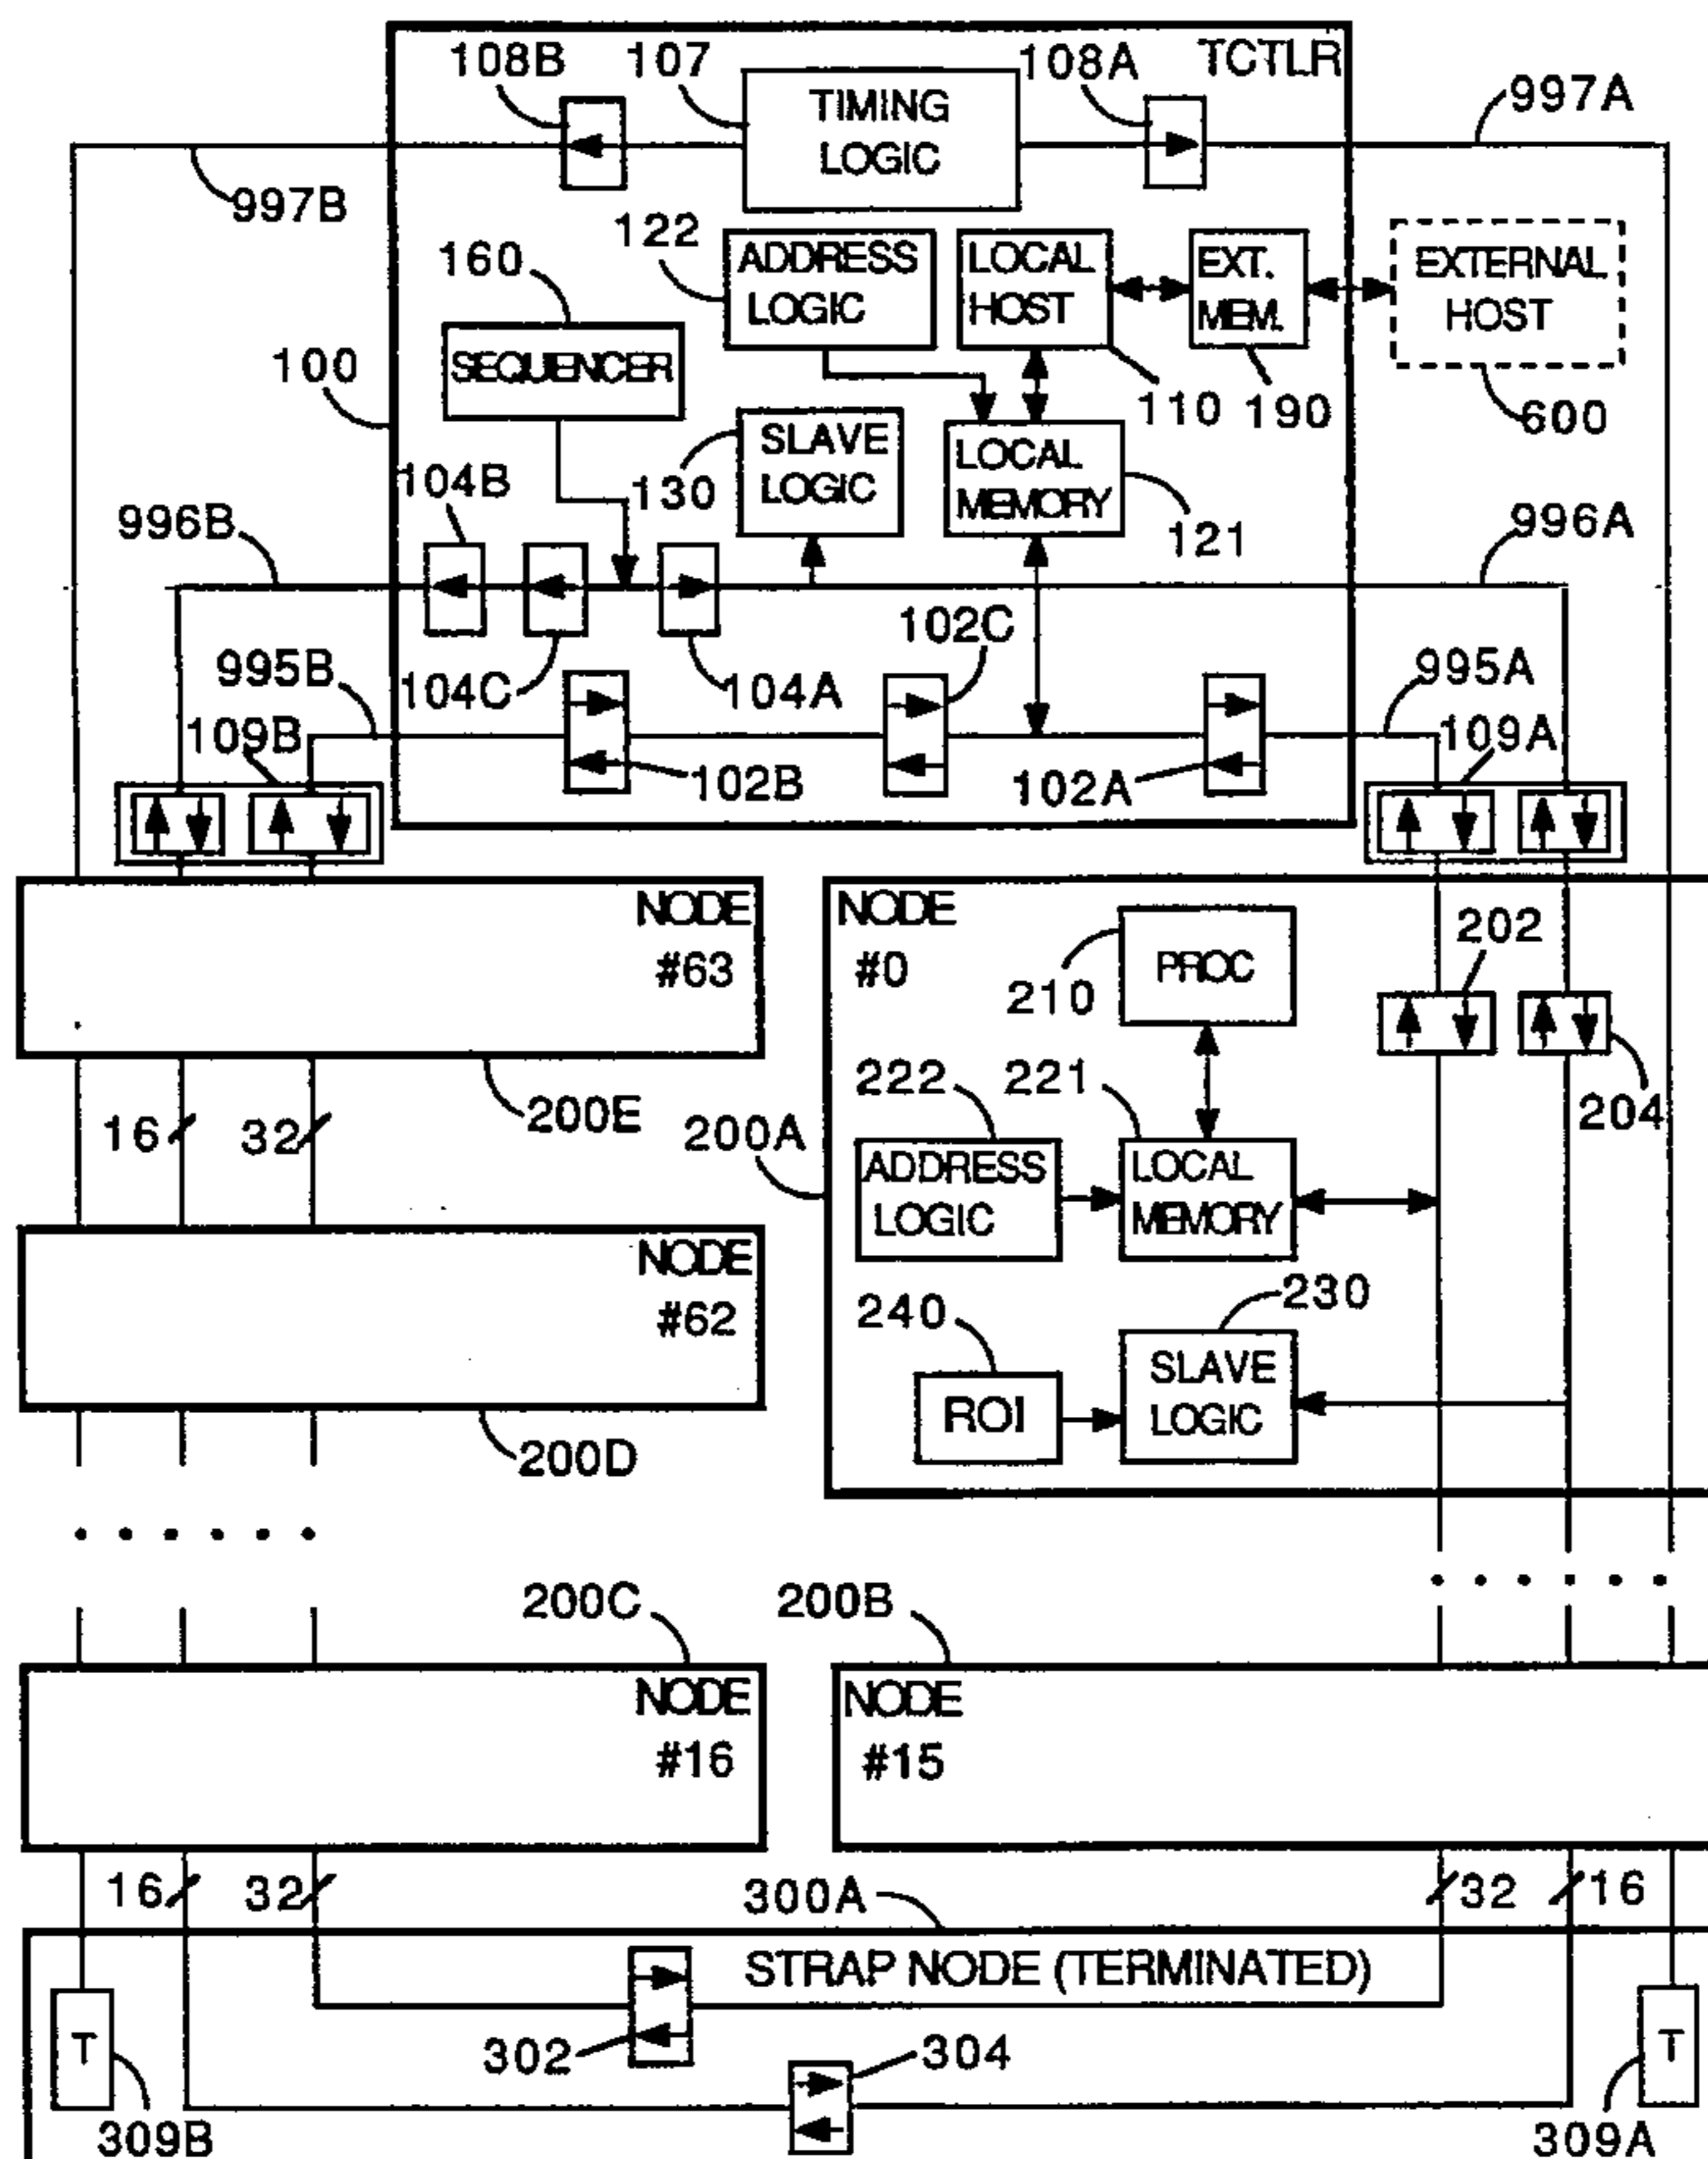 108B 107 108A TCTLR
997A
TIMING
LOGIC
997B
122
160
ADDRESS
LOGIC
LOCAL
HOST
EXT.
MEM.
EXTERNAL
HOST
100
SEQUENCER
110 190
600
130
SLAVE
LOGIC
LOCAL
MEMORY
104B
996B
121
996A
102C
995B
104C 104A
995A
109B
109A
102B
102A
NODE
#63
NODE
#0
PROC
210
202
222 221
204
16 32
200E
200A
ADDRESS
LOGIC
LOCAL
MEMORY
NODE
#62
240
230
ROI
SLAVE
LOGIC
200D
200C 200B
NODE
#16
NODE
#15
16 32
300A
32 16
STRAP NODE (TERMINATED)
T
302
304
T
309B
309A